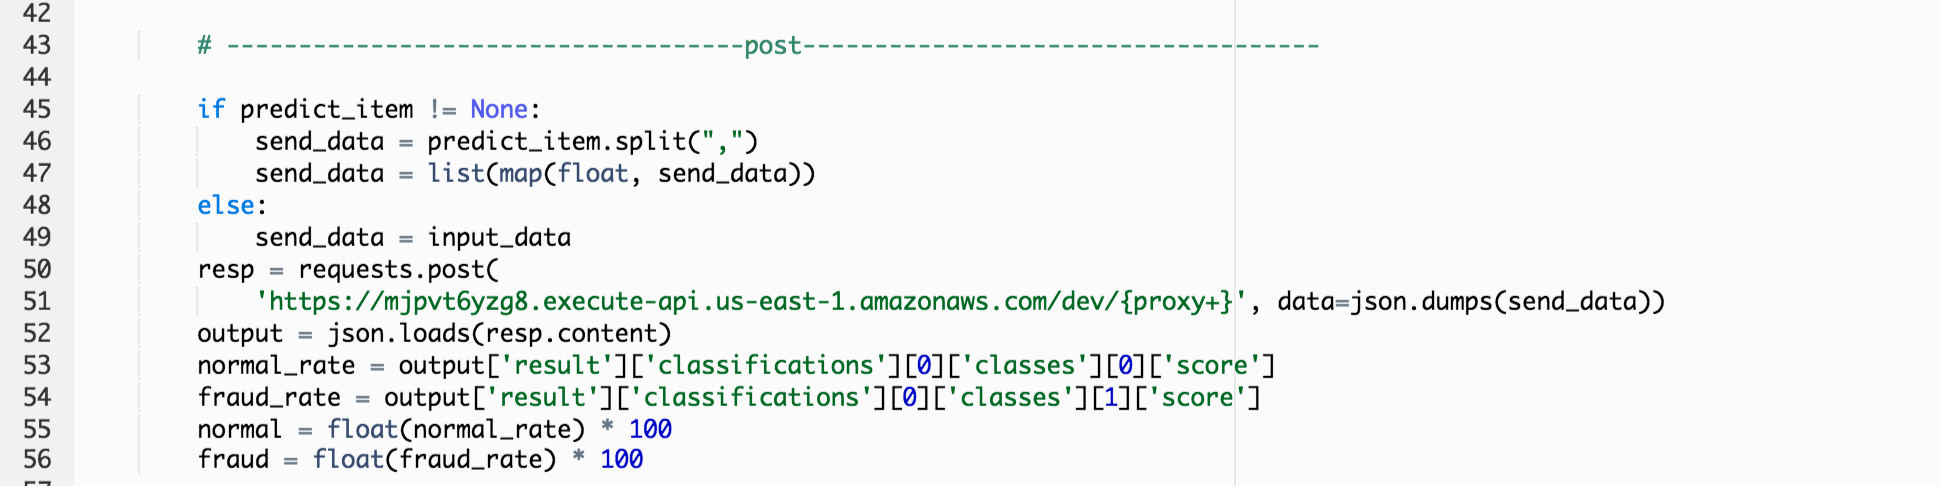 42
43 # ------------------------------------post------------------------------------
44
45 if predict_item != None:
46 send_data = predict_item.split(",")
47 send_data = list(map(float, send_data))
48 else:
49 send_data = input_data
50 resp = requests.post(
51 'https://mjpvt6yzg8.execute-api.us-east-1.amazonaws.com/dev/{proxy+}', data=json.dumps(send_data))
52 output = json.loads(resp.content)
53 normal_rate = output['result']['classifications'][0]['classes'][0]['score']
54 fraud_rate = output['result']['classifications'][0]['classes'][1]['score']
55 normal = float(normal_rate) * 100
56 fraud = float(fraud_rate) * 100
57